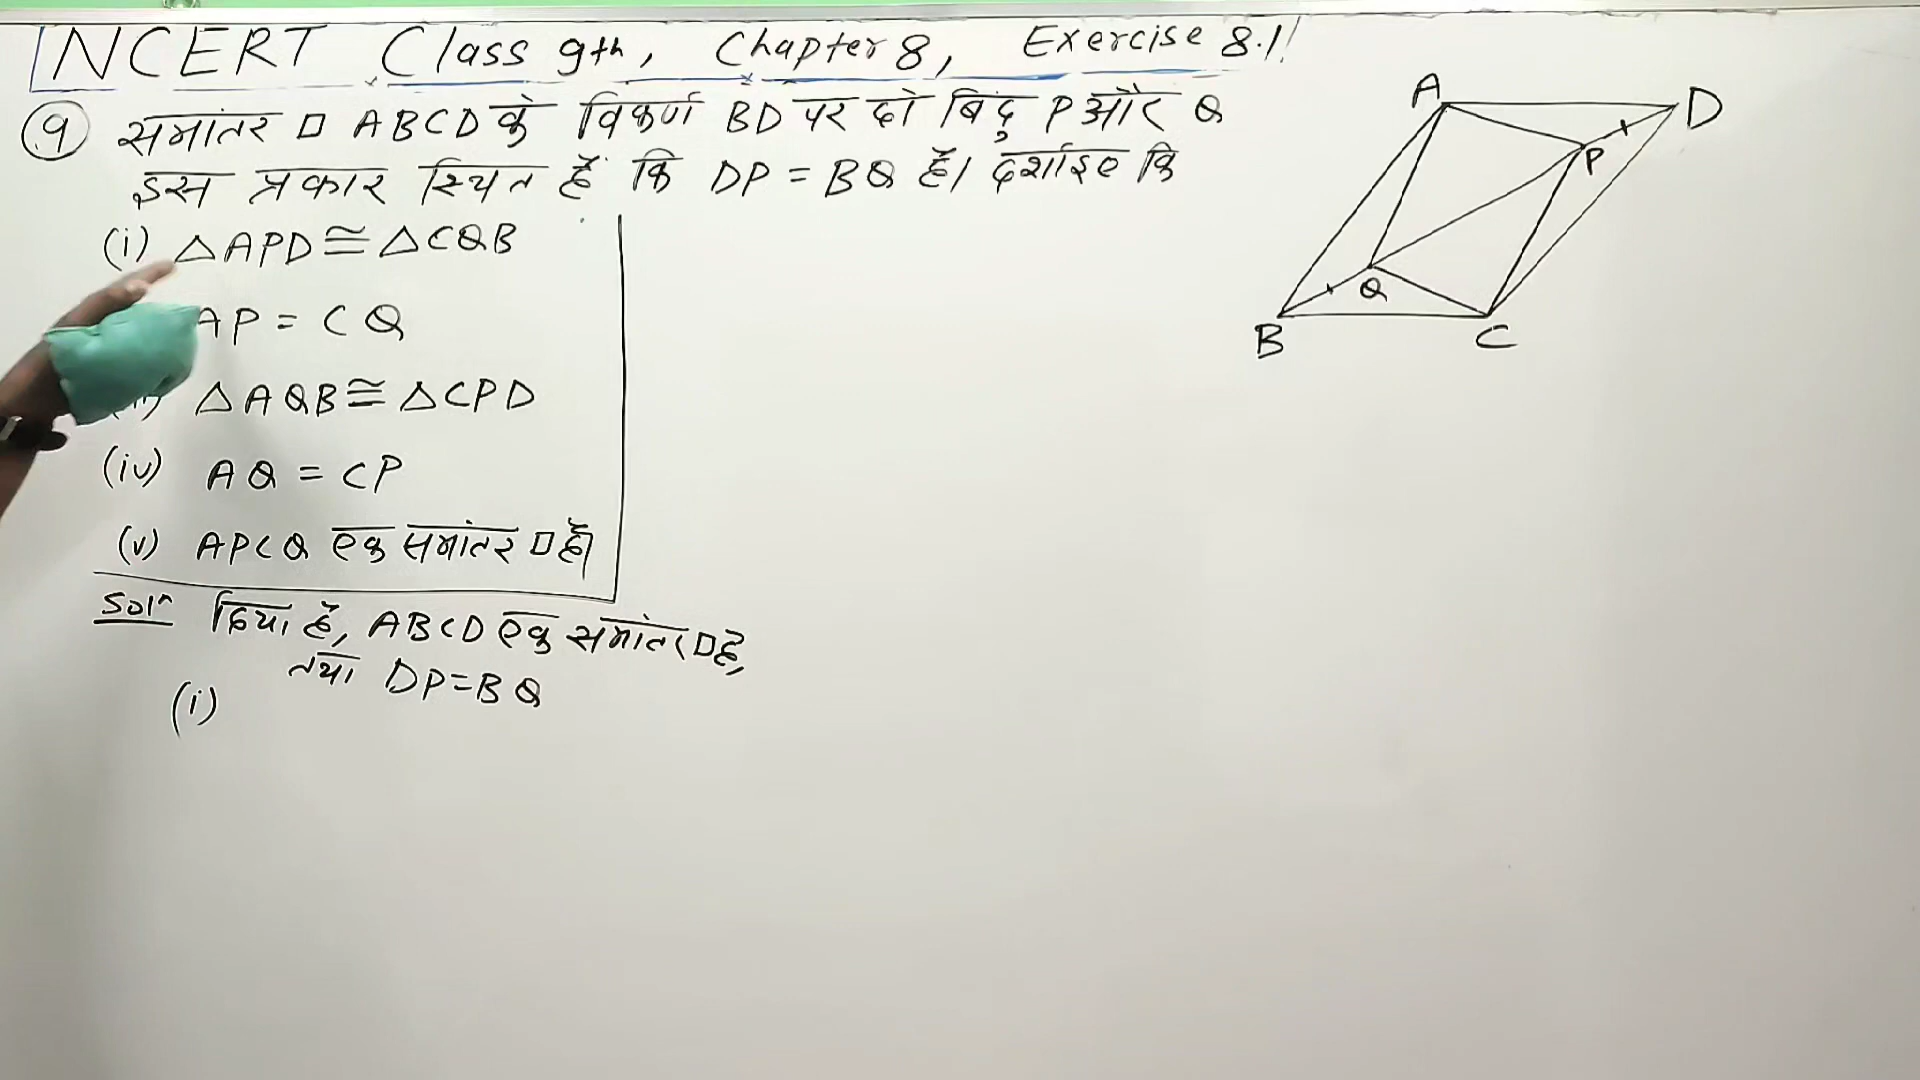 NCERT Class 9th, Chapter 8, Exercise 8.1
9 समांतर □ ABCD के विकर्ण BD पर दो बिंदु P और Q
इस प्रकार स्थित हैं कि DP = BQ है। दर्शाइए कि
(i) △APD ≅ △CQB
AP = CQ
△AQB ≅ △CPD
(iv) AQ = CP
(v) APCQ एक समांतर □ है।
Solⁿ दिया है, ABCD एक समांतर □ है,
तथा DP = BQ
(i)
A
D
P
Q
B
C